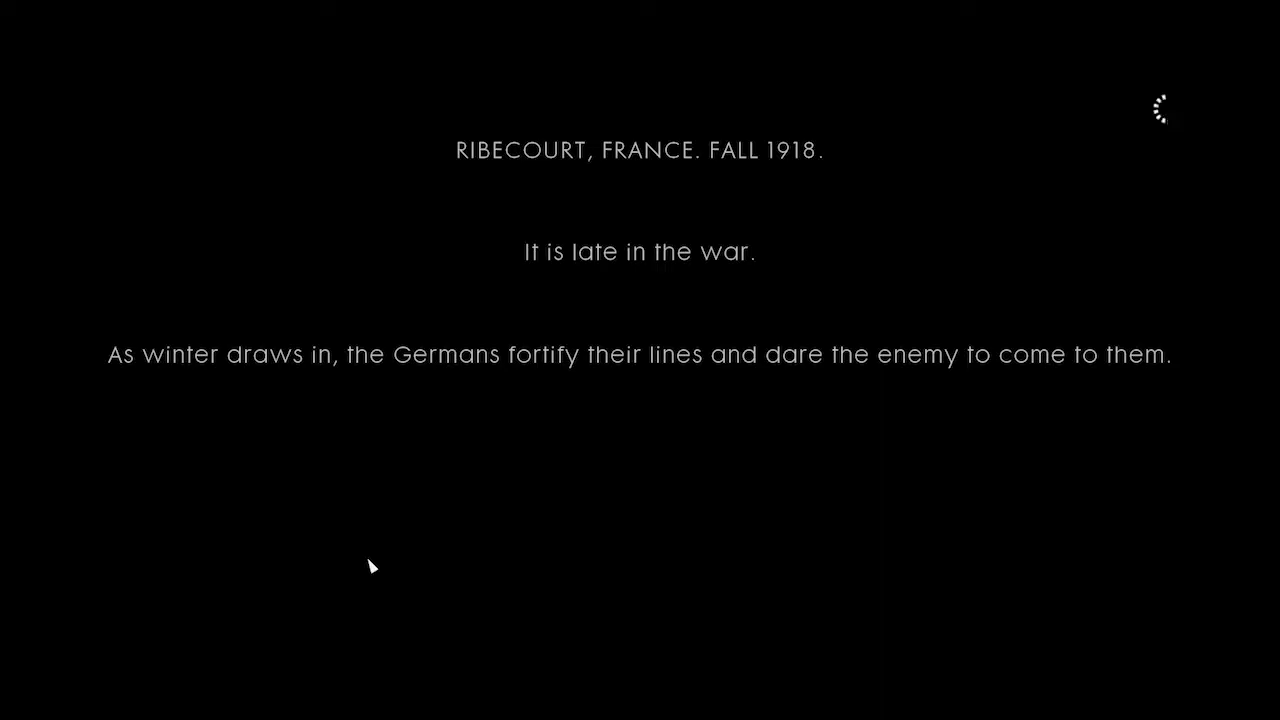 RIBECOURT, FRANCE. FALL 1918.
It is late in the war.
As winter draws in, the Germans fortify their lines and dare the enemy to come to them.